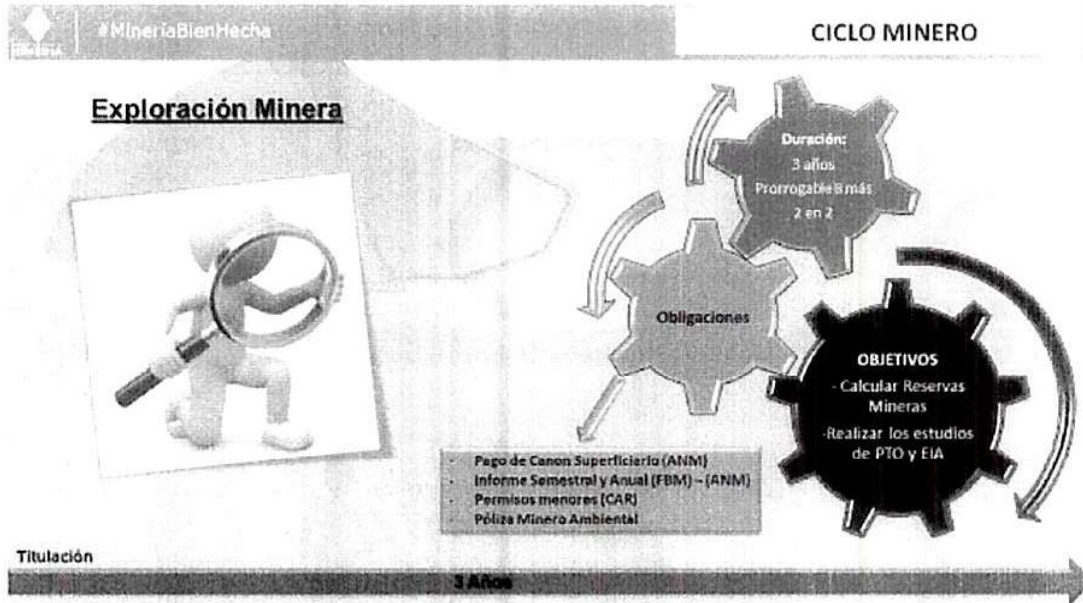 #MineríaBienHecha
CICLO MINERO
Exploración Minera
Duración:
3 años
Prorrogable 8 más
2 en 2
Obligaciones
OBJETIVOS
- Calcular Reservas
Mineras
-Realizar los estudios
de PTO y EIA
- Pago de Canon Superficiario (ANM)
- Informe Semestral y Anual (FBM) – (ANM)
- Permisos menores (CAR)
- Póliza Minero Ambiental
Titulación
3 Años